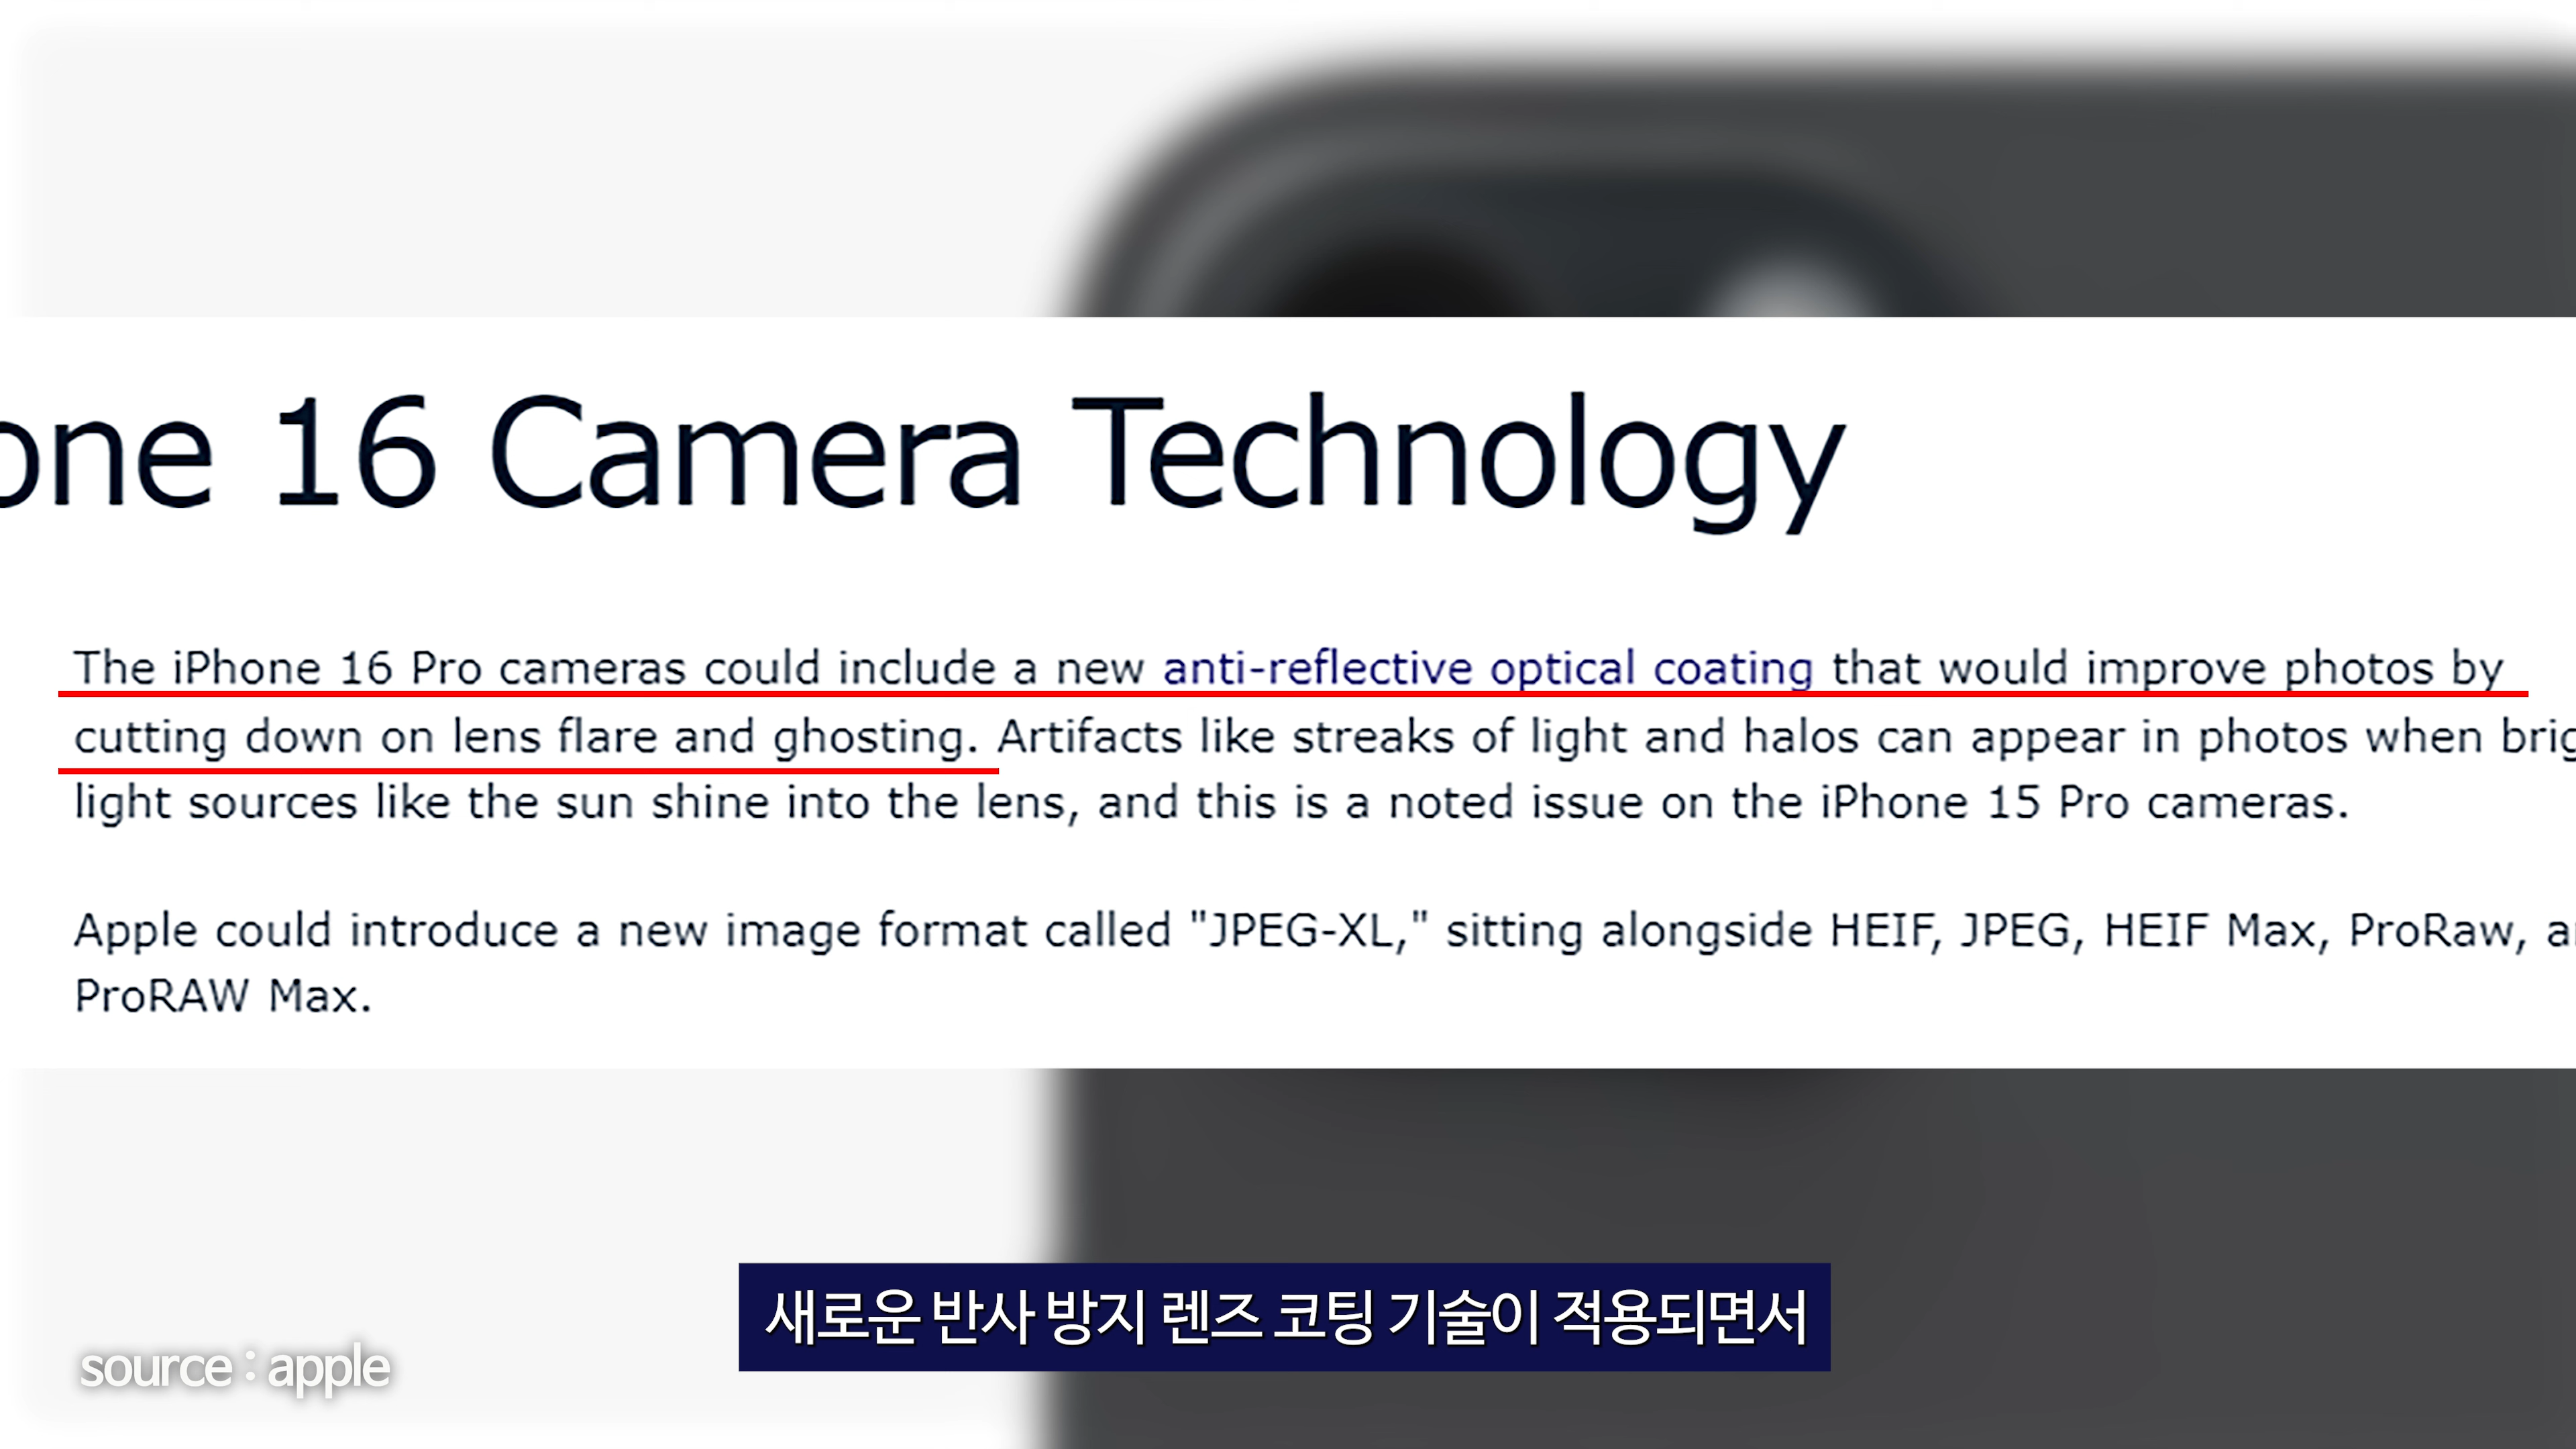 one 16 Camera Technology
The iPhone 16 Pro cameras could include a new anti-reflective optical coating that would improve photos by
cutting down on lens flare and ghosting. Artifacts like streaks of light and halos can appear in photos when brig
light sources like the sun shine into the lens, and this is a noted issue on the iPhone 15 Pro cameras.
Apple could introduce a new image format called "JPEG-XL," sitting alongside HEIF, JPEG, HEIF Max, ProRaw, a
ProRAW Max.
새로운 반사 방지 렌즈 코팅 기술이 적용되면서
source : apple